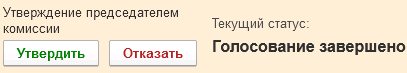 Утверждение председателем
комиссии
Утвердить Отказать
Текущий статус:
Голосование завершено